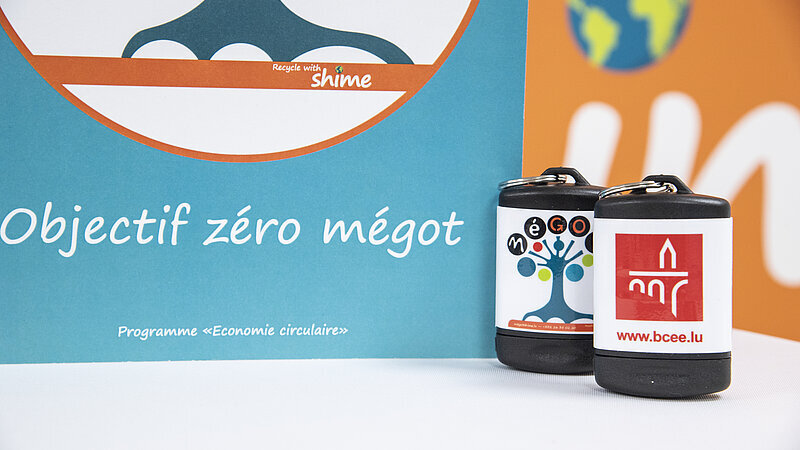 Recycle with
shime
Objectif zéro mégot
Programme «Economie circulaire»
MéGO
www.bcee.lu